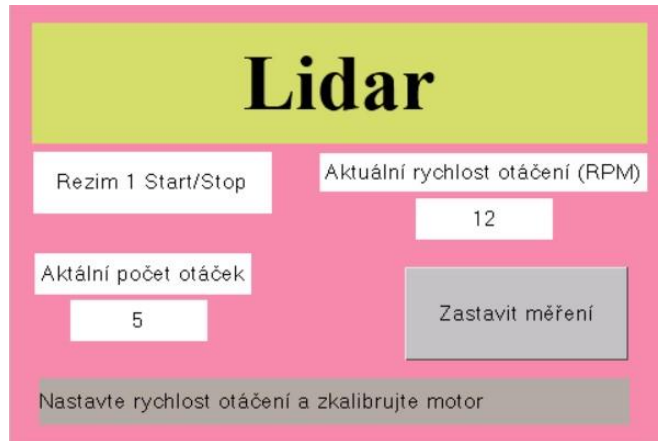 Lidar
Rezim 1 Start/Stop
Aktuální rychlost otáčení (RPM)
12
Aktální počet otáček
5
Zastavit měření
Nastavte rychlost otáčení a zkalibrujte motor